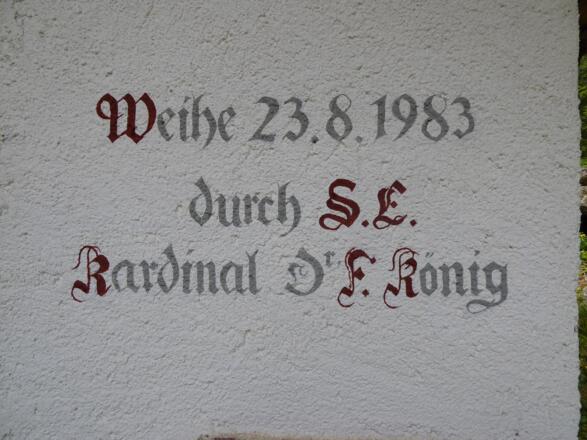 Weihe 23.8.1983
durch S.E.
Kardinal Dr F. König